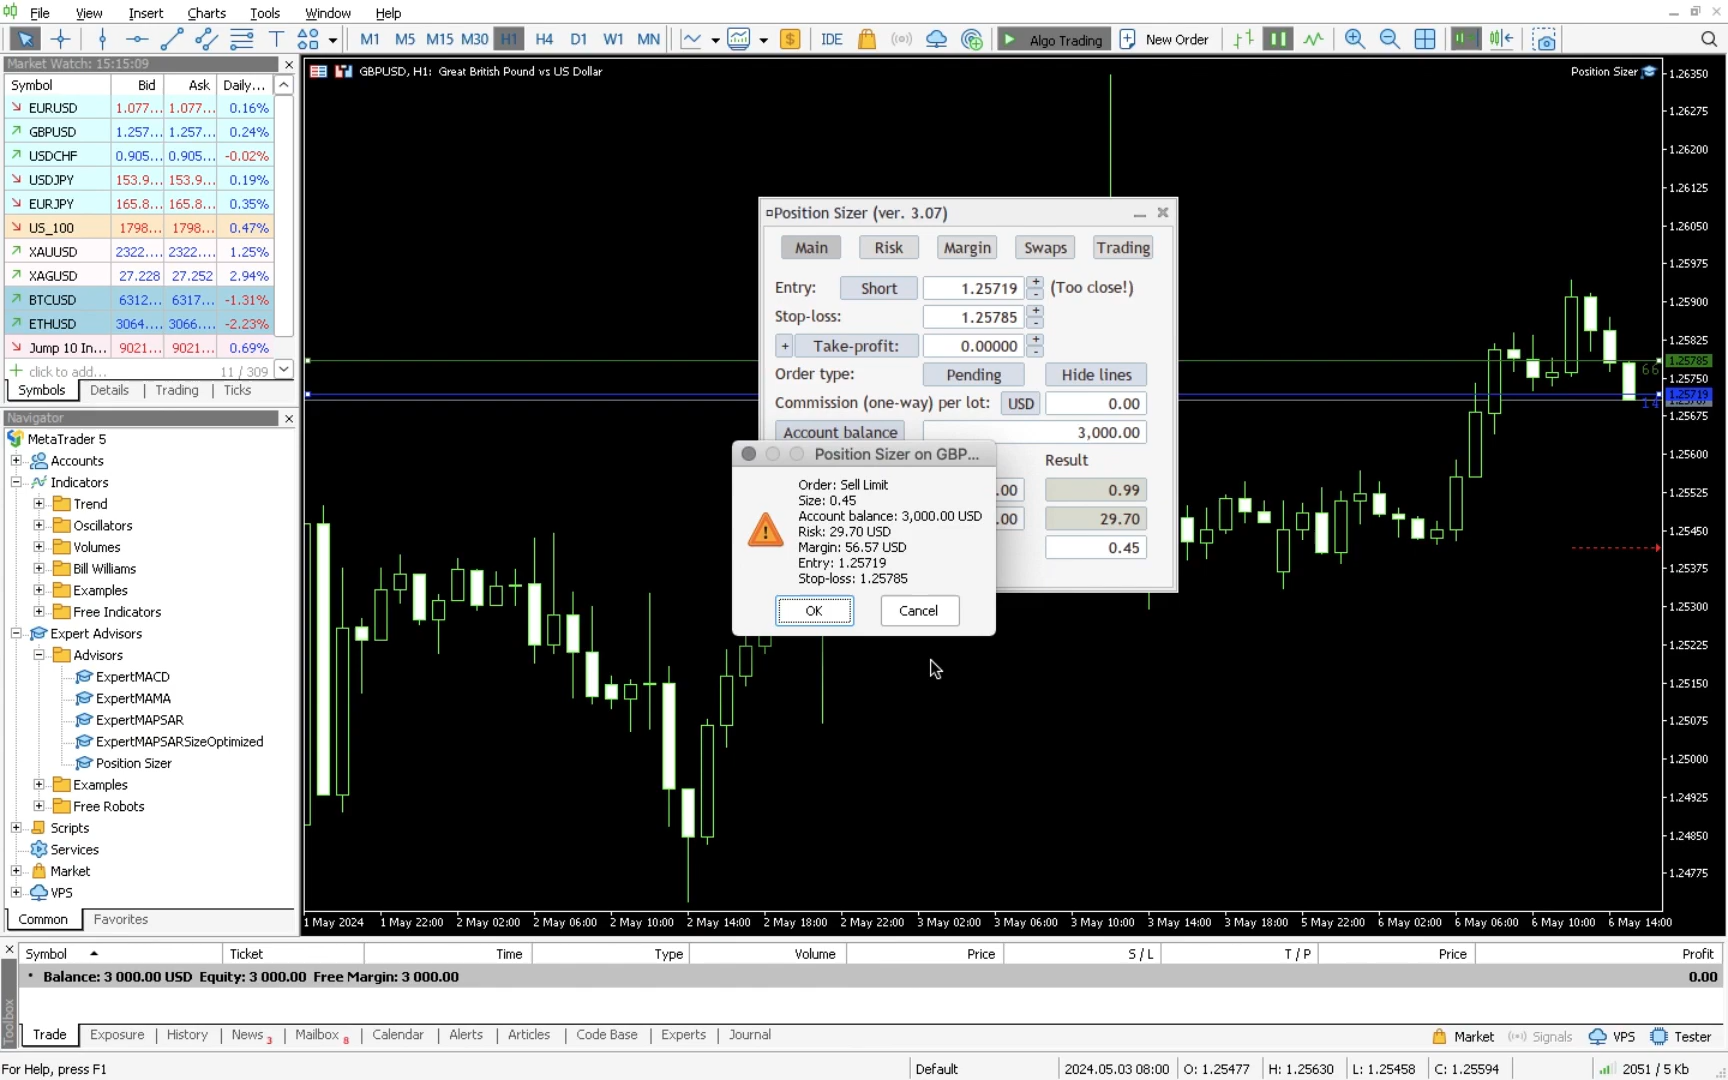 File View Insert Charts Tools Window Help
M1 M5 M15 M30 H1 H4 D1 W1 MN IDE Algo Trading New Order
Market Watch: 15:15:09
Symbol Bid Ask Daily...
EURUSD 1.077... 1.077... 0.16%
GBPUSD 1.257... 1.257... 0.24%
USDCHF 0.905... 0.905... -0.02%
USDJPY 153.9... 153.9... 0.19%
EURJPY 165.8... 165.8... 0.35%
US_100 1798... 1798... 0.47%
XAUUSD 2322.... 2322.... 1.25%
XAGUSD 27.228 27.252 2.94%
BTCUSD 6312... 6317... -1.31%
ETHUSD 3064.... 3066.... -2.23%
Jump 10 In... 9021... 9021... 0.69%
click to add... 11 / 309
Symbols Details Trading Ticks
Navigator
MetaTrader 5
Accounts
Indicators
Trend
Oscillators
Volumes
Bill Williams
Examples
Free Indicators
Expert Advisors
Advisors
ExpertMACD
ExpertMAMA
ExpertMAPSAR
ExpertMAPSARSizeOptimized
Position Sizer
Examples
Free Robots
Scripts
Services
Market
VPS
Common Favorites
GBPUSD, H1: Great British Pound vs US Dollar
Position Sizer
Position Sizer (ver. 3.07)
Main Risk Margin Swaps Trading
Entry: Short 1.25719 (Too close!)
Stop-loss: 1.25785
+ Take-profit: 0.00000
Order type: Pending Hide lines
Commission (one-way) per lot: USD 0.00
Account balance 3,000.00
Result
.00 0.99
.00 29.70
0.45
Position Sizer on GBP...
Order: Sell Limit
Size: 0.45
Account balance: 3,000.00 USD
Risk: 29.70 USD
Margin: 56.57 USD
Entry: 1.25719
Stop-loss: 1.25785
OK Cancel
1.26350
1.26275
1.26200
1.26125
1.26050
1.25975
1.25900
1.25825
1.25785
66
1.25750
1.25719
14
1.25675
1.25600
1.25525
1.25450
1.25375
1.25300
1.25225
1.25150
1.25075
1.25000
1.24925
1.24850
1.24775
1 May 2024 1 May 22:00 2 May 02:00 2 May 06:00 2 May 10:00 2 May 14:00 2 May 18:00 2 May 22:00 3 May 02:00 3 May 06:00 3 May 10:00 3 May 14:00 3 May 18:00 5 May 22:00 6 May 02:00 6 May 06:00 6 May 10:00 6 May 14:00
Symbol Ticket Time Type Volume Price S / L T / P Price Profit
Balance: 3 000.00 USD Equity: 3 000.00 Free Margin: 3 000.00 0.00
Toolbox
Trade Exposure History News 3 Mailbox 8 Calendar Alerts Articles Code Base Experts Journal Market Signals VPS Tester
For Help, press F1 Default 2024.05.03 08:00 O: 1.25477 H: 1.25630 L: 1.25458 C: 1.25594 2051 / 5 Kb